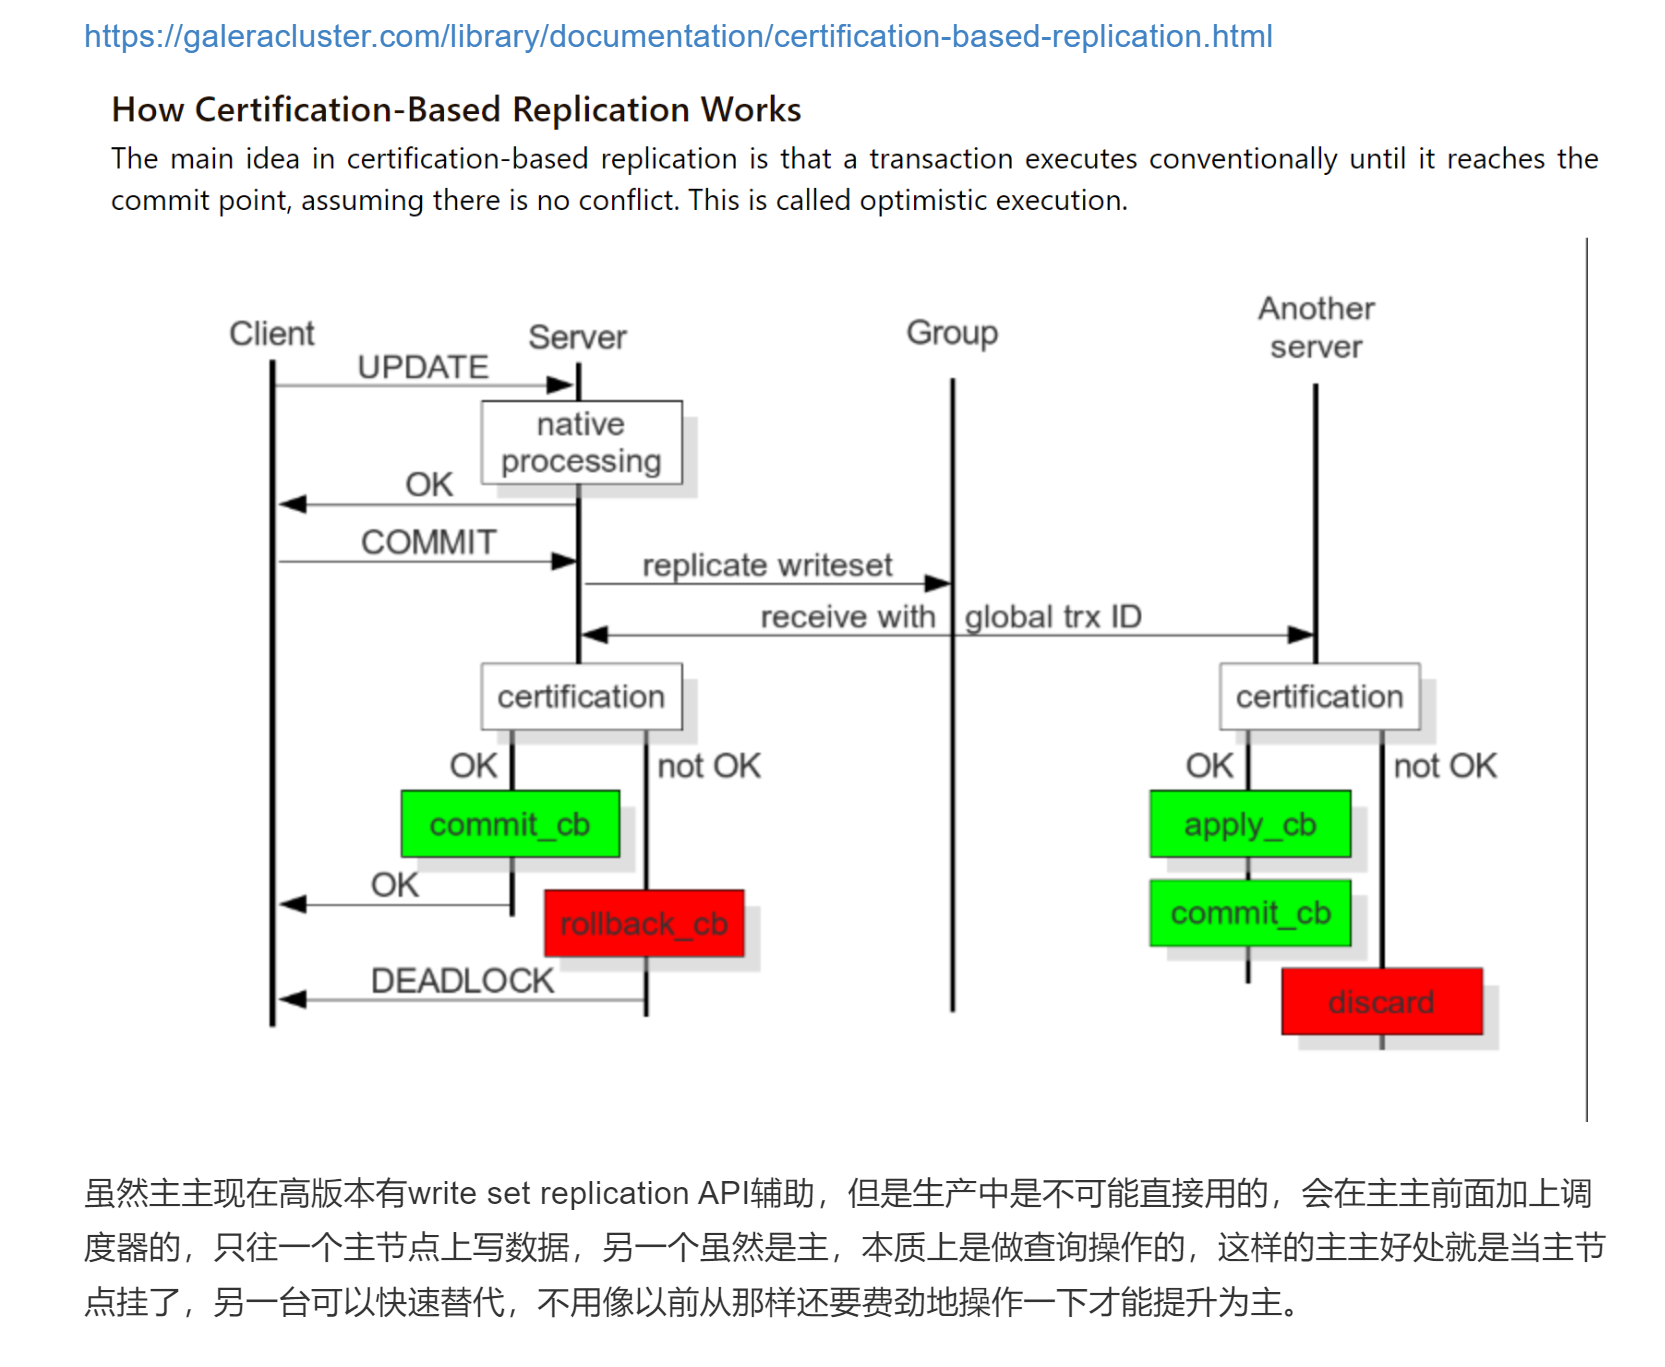 https://galeracluster.com/library/documentation/certification-based-replication.html
How Certification-Based Replication Works
The main idea in certification-based replication is that a transaction executes conventionally until it reaches the
commit point, assuming there is no conflict. This is called optimistic execution.
Client
Server
Group
Another
server
UPDATE
native
processing
OK
COMMIT
replicate writeset
receive with global trx ID
certification
certification
OK
not OK
OK
not OK
commit_cb
apply_cb
OK
rollback_cb
commit_cb
DEADLOCK
discard
虽然主主现在高版本有write set replication API辅助，但是生产中是不可能直接用的，会在主主前面加上调
度器的，只往一个主节点上写数据，另一个虽然是主，本质上是做查询操作的，这样的主主好处就是当主节
点挂了，另一台可以快速替代，不用像以前从那样还要费劲地操作一下才能提升为主。